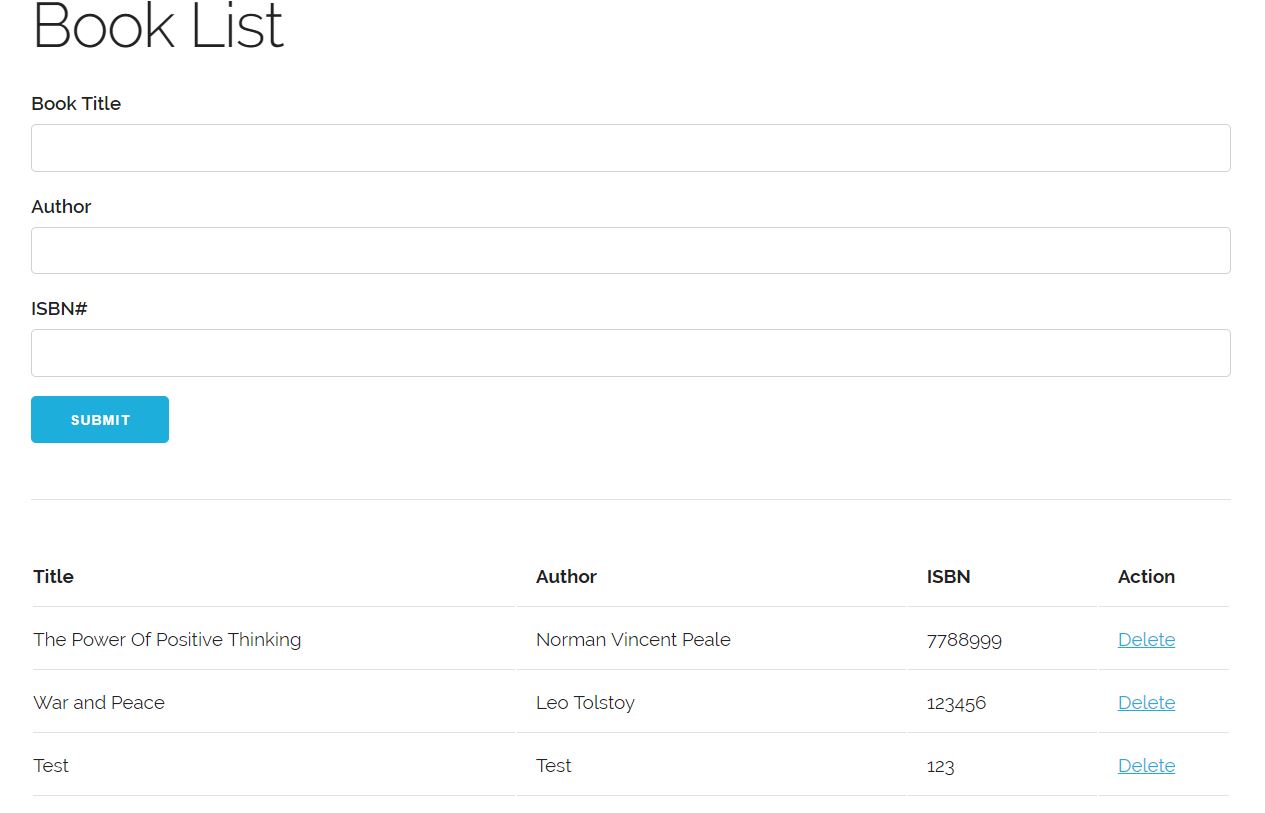 Book List
Book Title
Author
ISBN#
SUBMIT
Title Author ISBN Action
The Power Of Positive Thinking Norman Vincent Peale 7788999 Delete
War and Peace Leo Tolstoy 123456 Delete
Test Test 123 Delete